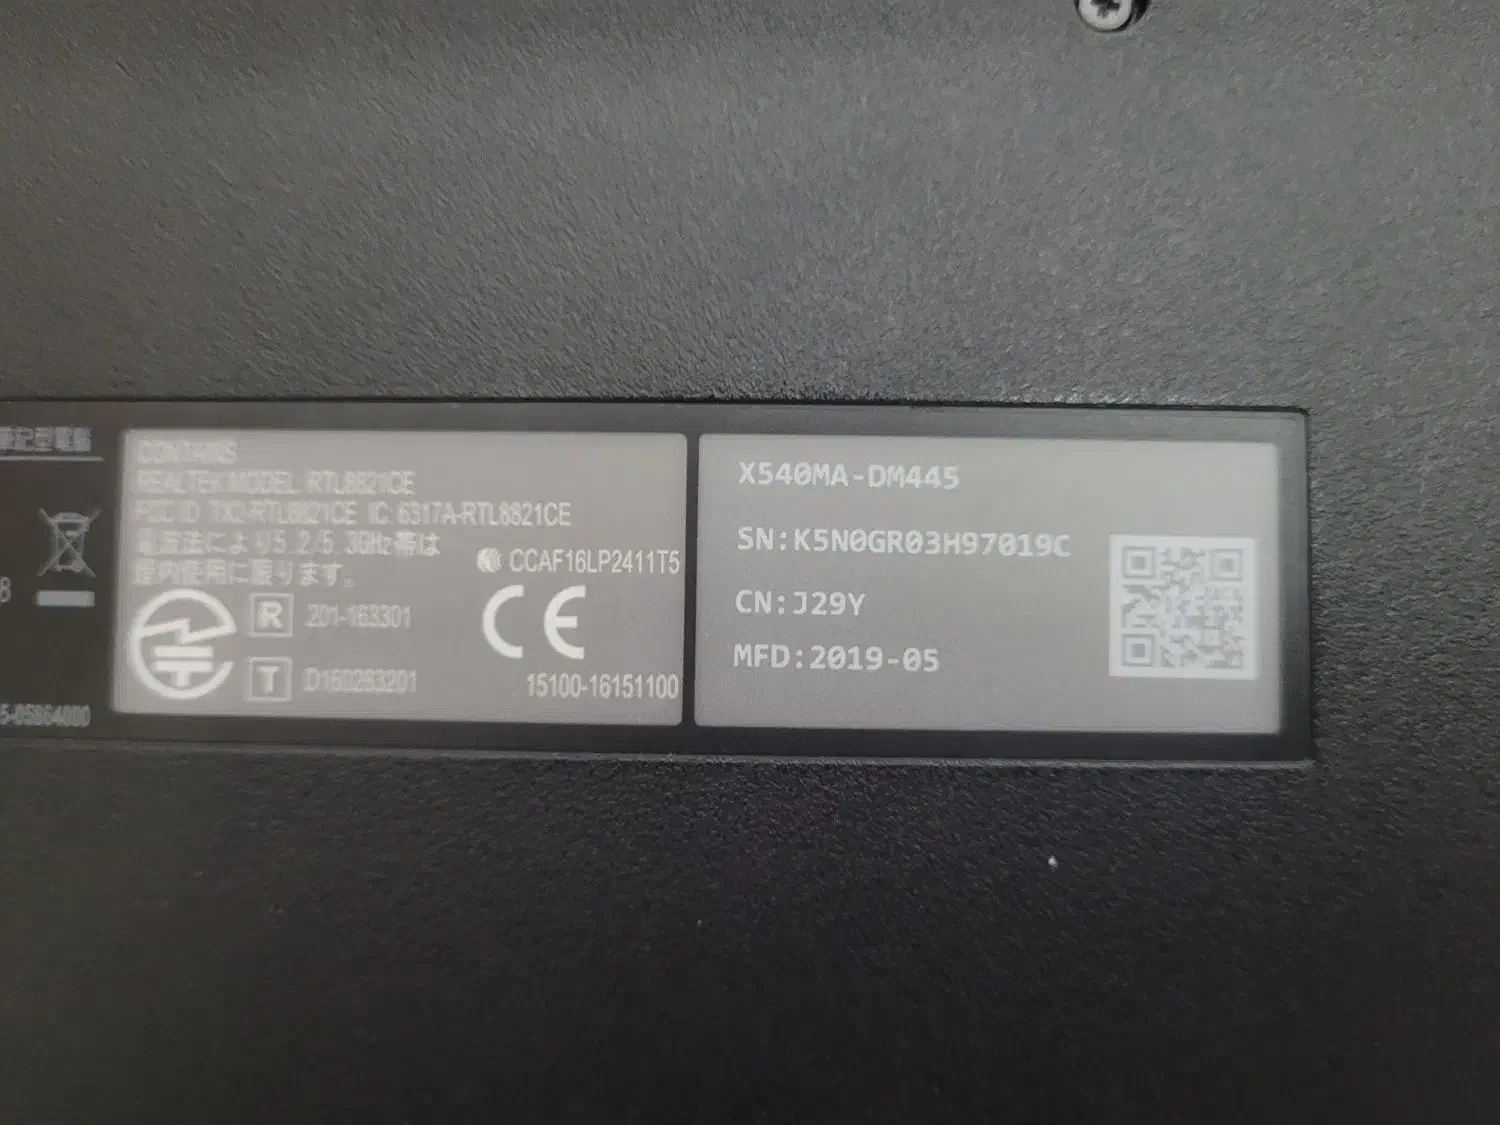 CONTAINS
REALTEK MODEL RTL8821CE
FCC ID TX2-RTL8821CE IC 6317A-RTL8821CE
電波法により5.2/5.3GHz帯は
屋内使用に限ります。
CCAF16LP2411T5
R 201-163301
CE
T D160283201
15100-16151100
X540MA-DM445
SN:K5N0GR03H97019C
CN:J29Y
MFD:2019-05